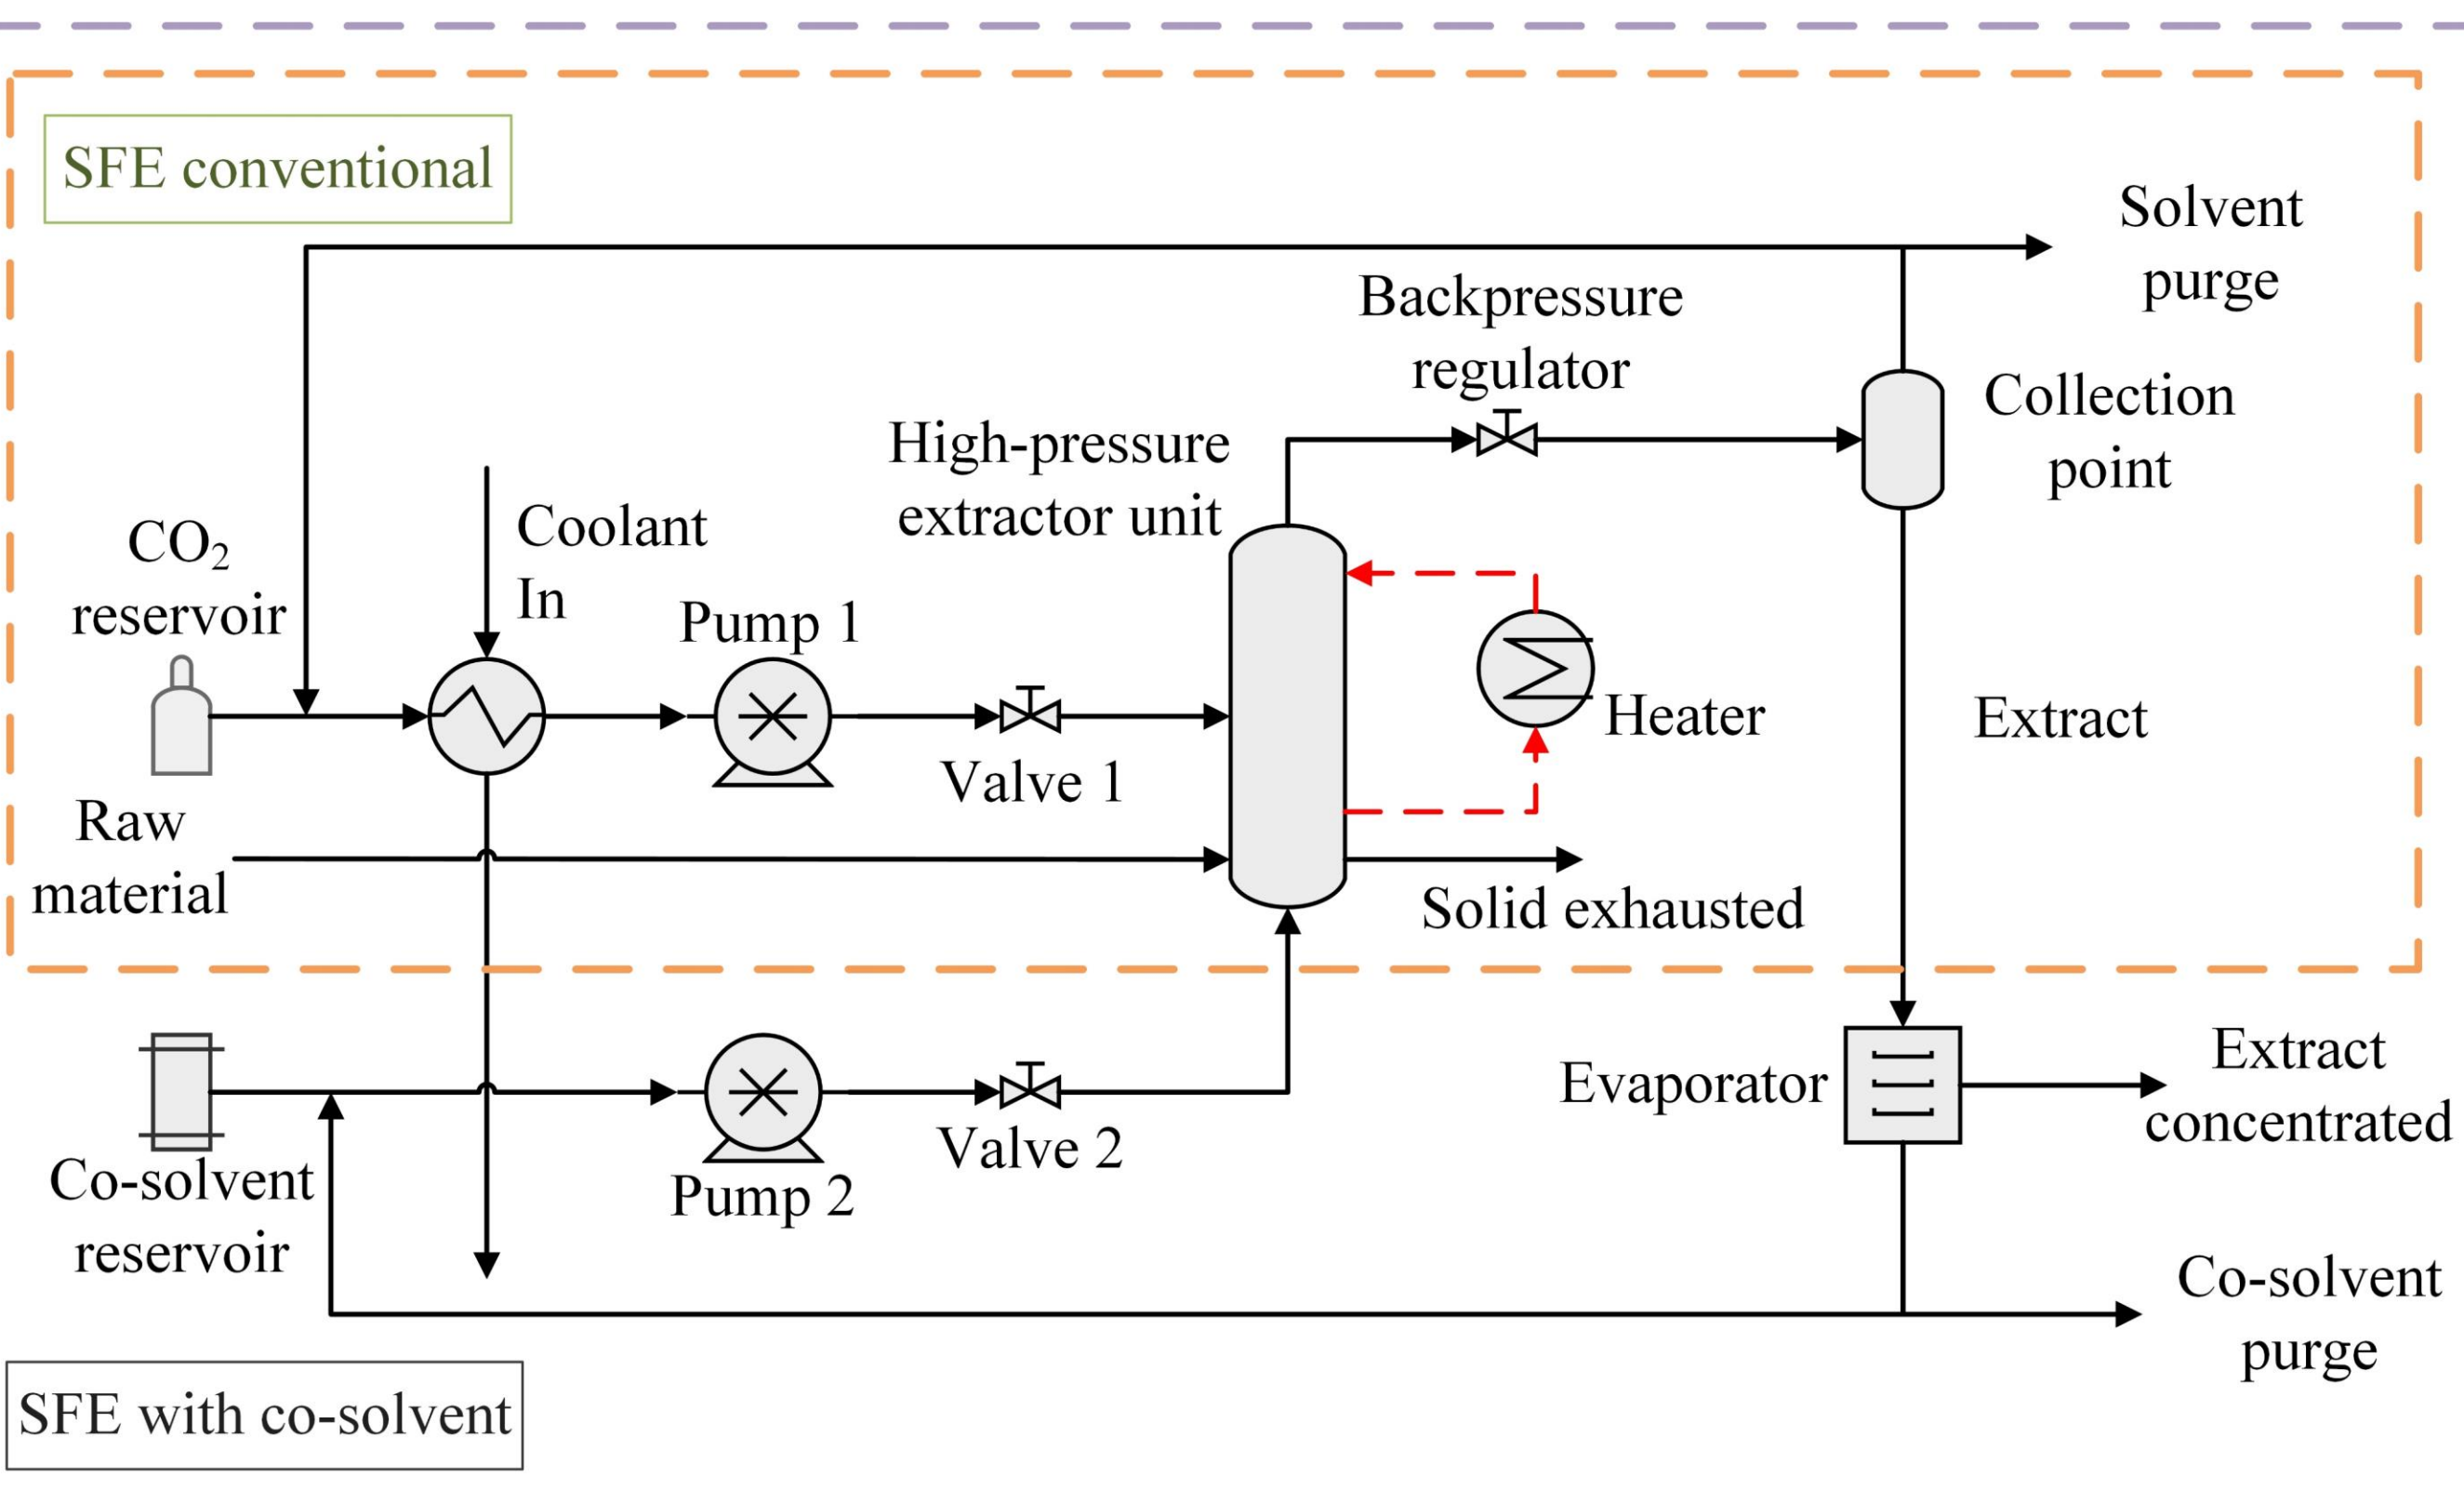 SFE conventional
Solvent
purge
Backpressure
regulator
Collection
point
High-pressure
extractor unit
Coolant
In
CO₂
reservoir
Pump 1
Heater
Extract
Valve 1
Raw
material
Solid exhausted
Extract
concentrated
Evaporator
Valve 2
Co-solvent
reservoir
Pump 2
Co-solvent
purge
SFE with co-solvent